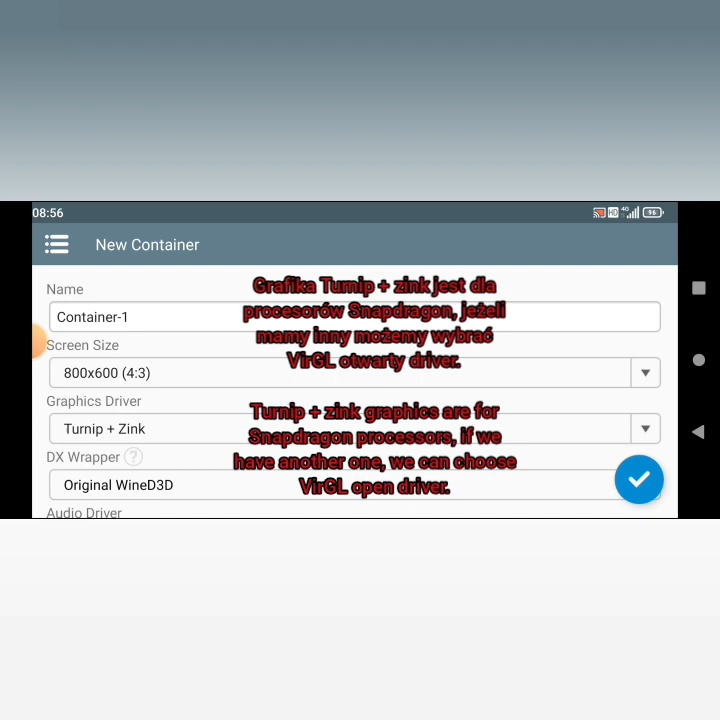 08:56
HD 4G 96
New Container
Name
Container-1
Screen Size
800x600 (4:3)
Graphics Driver
Turnip + Zink
DX Wrapper ?
Original WineD3D
Audio Driver
Grafika Turnip + zink jest dla
procesorów Snapdragon, jeżeli
mamy inny możemy wybrać
VirGL otwarty driver.
Turnip + zink graphics are for
Snapdragon processors, if we
have another one, we can choose
VirGL open driver.